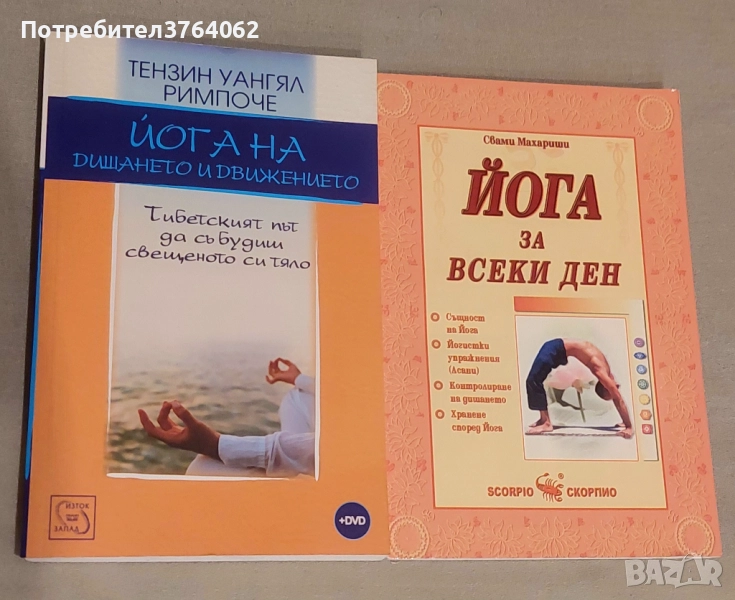 Потребител3764062
ТЕНЗИН УАНГЯЛ
РИМПОЧЕ
ЙОГА НА
ДИШАНЕТО И ДВИЖЕНИЕТО
Тибетският път
да събудиш
свещеното си тяло
ИЗТОК
ЗАПАД
+DVD
Свами Махариши
ЙОГА
ЗА
ВСЕКИ ДЕН
Същност
на Йога
Йогистки
упражнения
(Асани)
Контролиране
на дишането
Хранене
според Йога
SCORPIO ® СКОРПИО
BAZAR